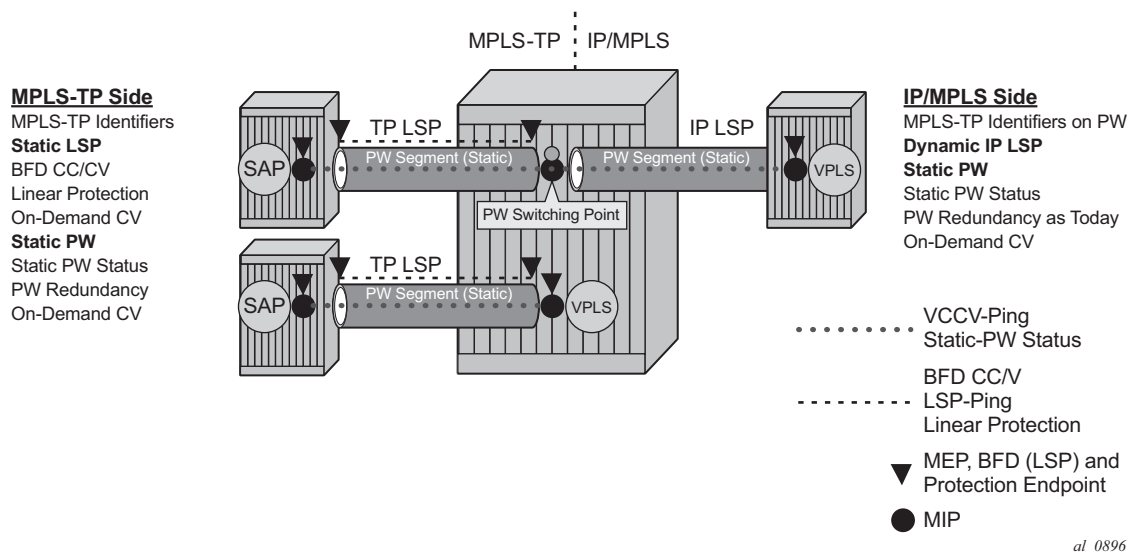 MPLS-TP IP/MPLS
MPLS-TP Side
MPLS-TP Identifiers
Static LSP
BFD CC/CV
Linear Protection
On-Demand CV
Static PW
Static PW Status
PW Redundancy
On-Demand CV
SAP
TP LSP
PW Segment (Static)
PW Switching Point
IP LSP
PW Segment (Static)
VPLS
SAP
TP LSP
PW Segment (Static)
VPLS
IP/MPLS Side
MPLS-TP Identifiers on PW
Dynamic IP LSP
Static PW
Static PW Status
PW Redundancy as Today
On-Demand CV
VCCV-Ping
Static-PW Status
BFD CC/V
LSP-Ping
Linear Protection
MEP, BFD (LSP) and
Protection Endpoint
MIP
al_0896